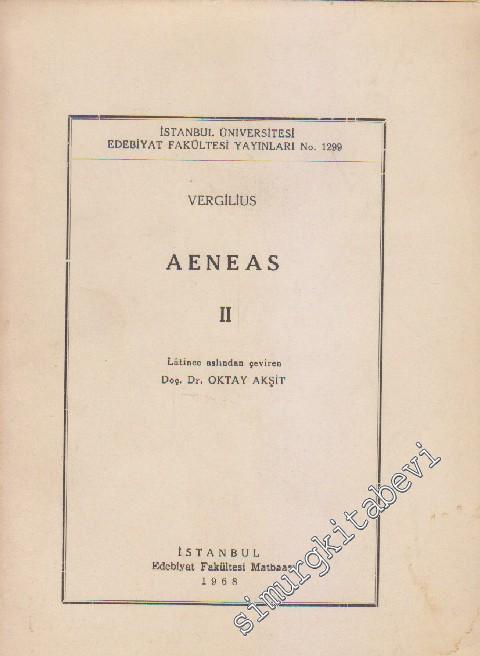 İSTANBUL ÜNİVERSİTESİ
EDEBİYAT FAKÜLTESİ YAYINLARI No. 1299
VERGİLİUS
AENEAS
II
Lâtince aslından çeviren
Doç. Dr. OKTAY AKŞİT
İSTANBUL
Edebiyat Fakültesi Matbaası
1968
simurgkitabevi